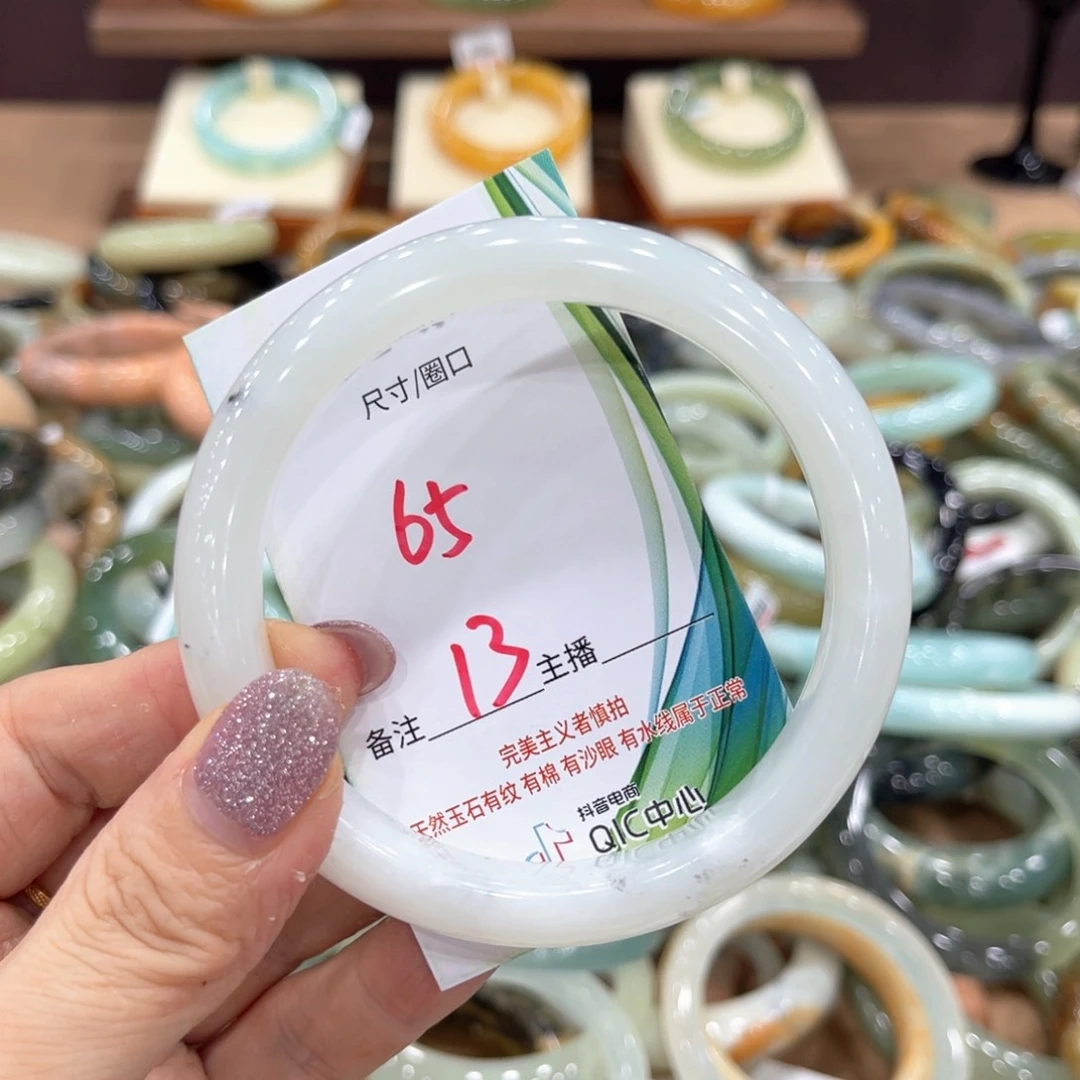 尺寸/圈口
65
13
备注 主播
完美主义者慎拍
天然玉石有纹 有棉 有沙眼 有水线属于正常
抖音电商
QIC中心